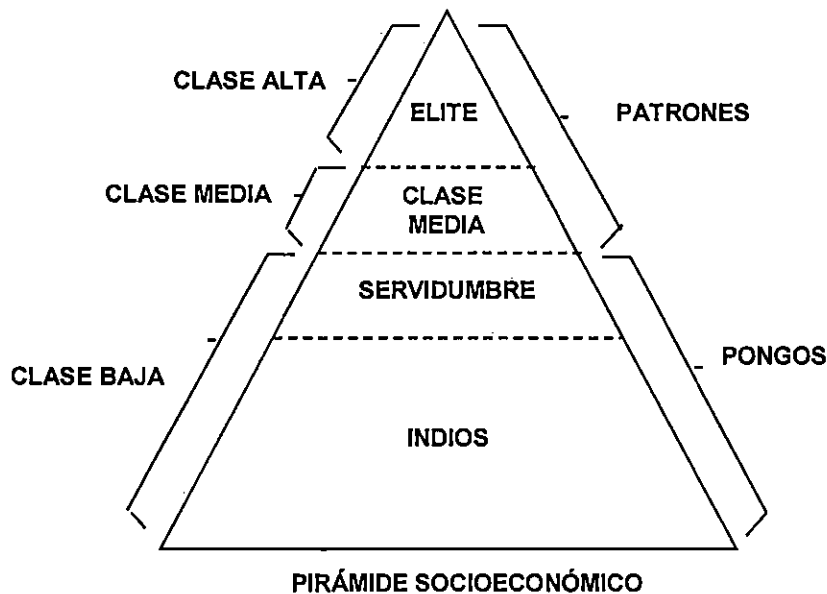 CLASE ALTA
ELITE
PATRONES
CLASE MEDIA
CLASE
MEDIA
SERVIDUMBRE
CLASE BAJA
PONGOS
INDIOS
PIRÁMIDE SOCIOECONÓMICO